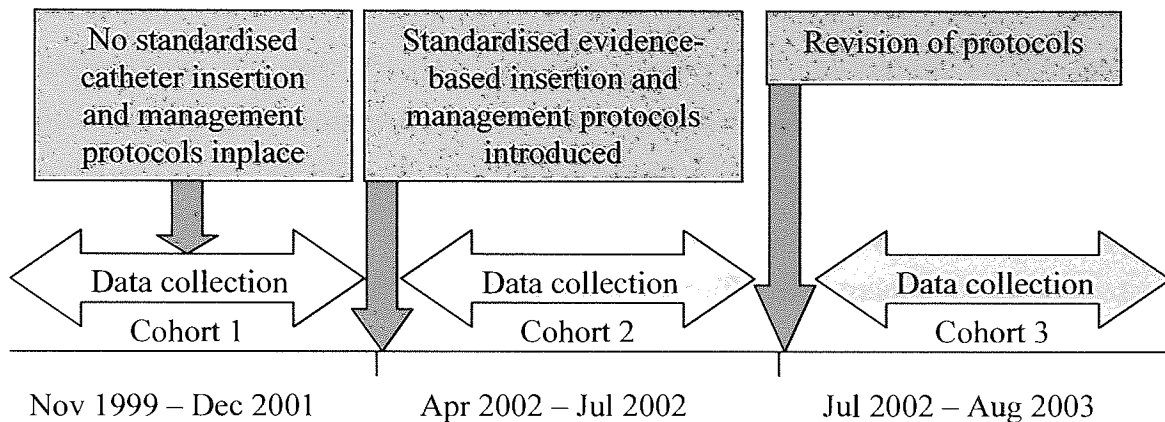 No standardised
catheter insertion
and management
protocols inplace
Standardised evidence-
based insertion and
management protocols
introduced
Revision of protocols
Data collection
Cohort 1
Data collection
Cohort 2
Data collection
Cohort 3
Nov 1999 – Dec 2001
Apr 2002 – Jul 2002
Jul 2002 – Aug 2003